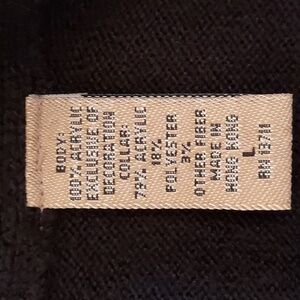 BODY:
100% ACRYLIC
EXCLUSIVE OF
DECORATION
COLLAR:
79% ACRYLIC
18%
POLYESTER
3%
OTHER FIBER
MADE IN
HONG KONG
L
RN 13711